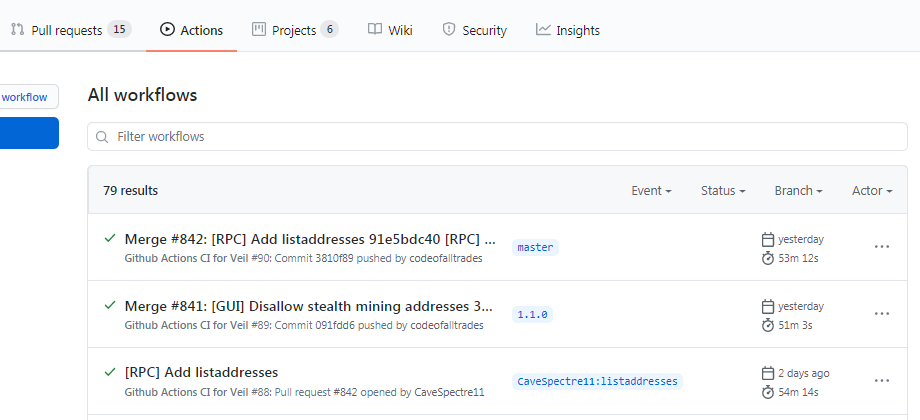 Pull requests 15 Actions Projects 6 Wiki Security Insights
workflow
All workflows
Filter workflows
79 results Event Status Branch Actor
Merge #842: [RPC] Add listaddresses 91e5bdc40 [RPC] ...
master
yesterday
Github Actions CI for Veil #90: Commit 3810f89 pushed by codeofalltrades
53m 12s
Merge #841: [GUI] Disallow stealth mining addresses 3...
1.1.0
yesterday
Github Actions CI for Veil #89: Commit 091fdd6 pushed by codeofalltrades
51m 3s
[RPC] Add listaddresses
CaveSpectre11:listaddresses
2 days ago
Github Actions CI for Veil #88: Pull request #842 opened by CaveSpectre11
54m 14s